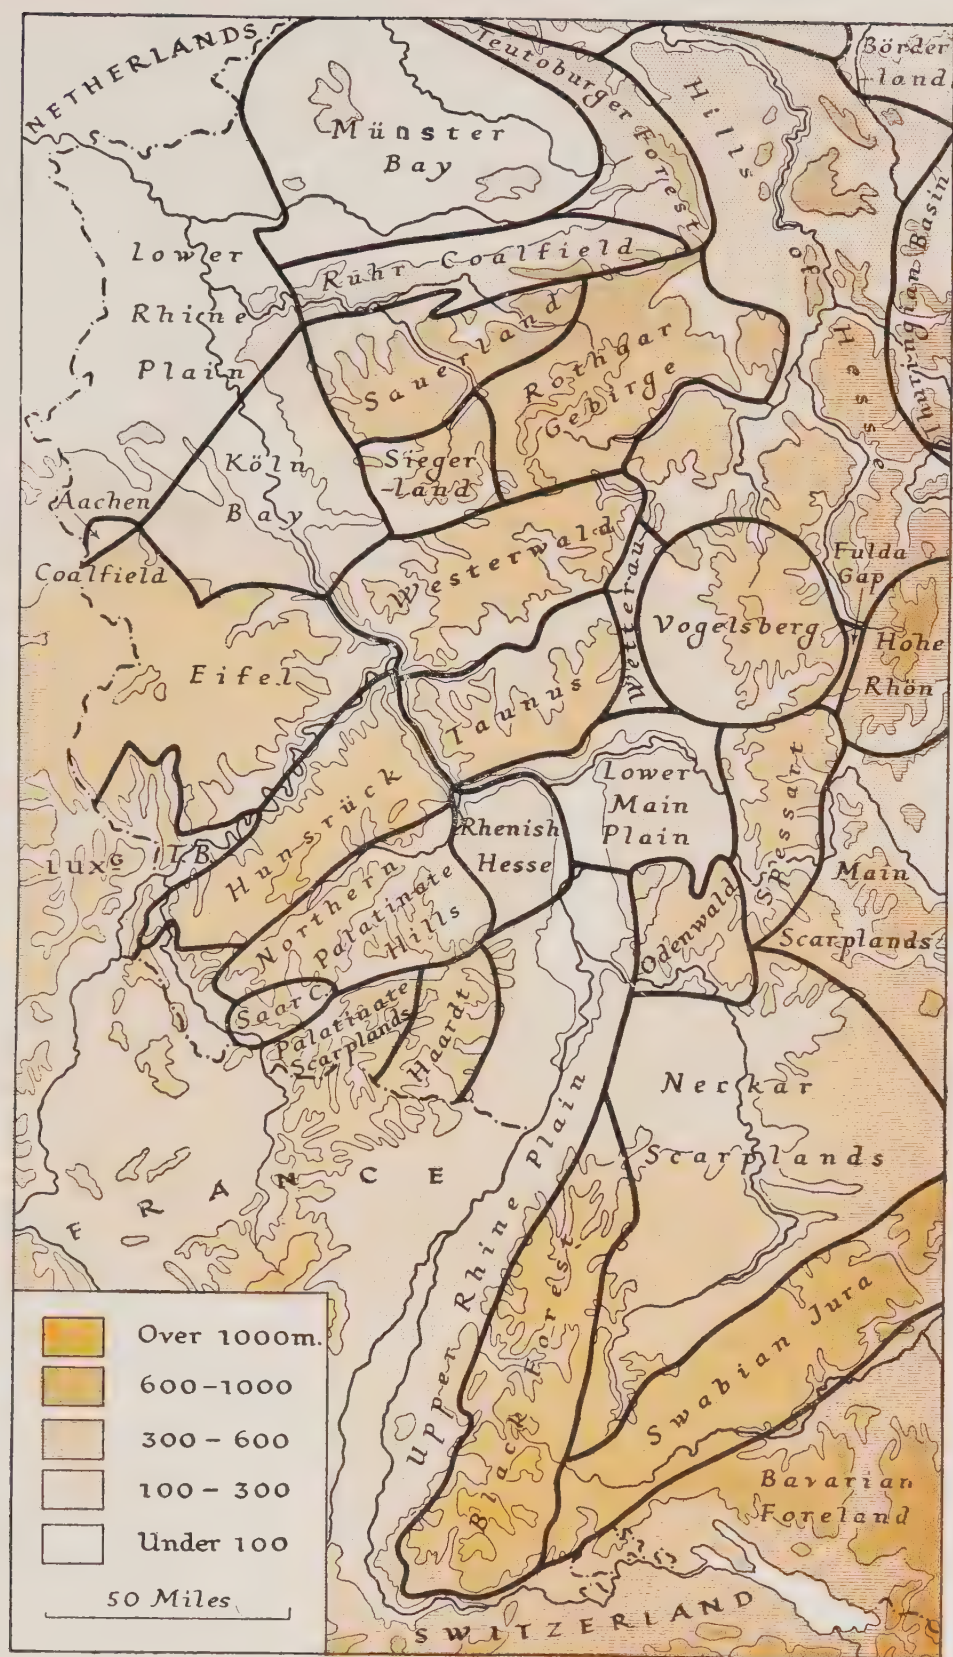 NETHERLANDS
Teutoburger Forest
Hills of Hesse
Börde-
-land
Münster
Bay
Thuringian Basin
Lower
Rhine
Plain
Ruhr Coalfield
Sauerland
Rothaar
Gebirge
Sieger
-land
Köln
Bay
Aachen
Coalfield
Westerwald
Wetterau
Fulda
Gap
Vogelsberg
Hohe
Rhön
Eifel
Taunus
Lower
Main
Plain
Spessart
Rhenish
Hesse
Main
Scarplands
LUXG
T.B.
Hunsrück
Northern
Palatinate
Hills
Odenwald
Saar C.
Palatinate
Scarplands
Haardt
Neckar
Scarplands
FRANCE
Upper Rhine Plain
Black Forest
Swabian Jura
Bavarian
Foreland
SWITZERLAND
Over 1000m.
600-1000
300-600
100-300
Under 100
50 Miles